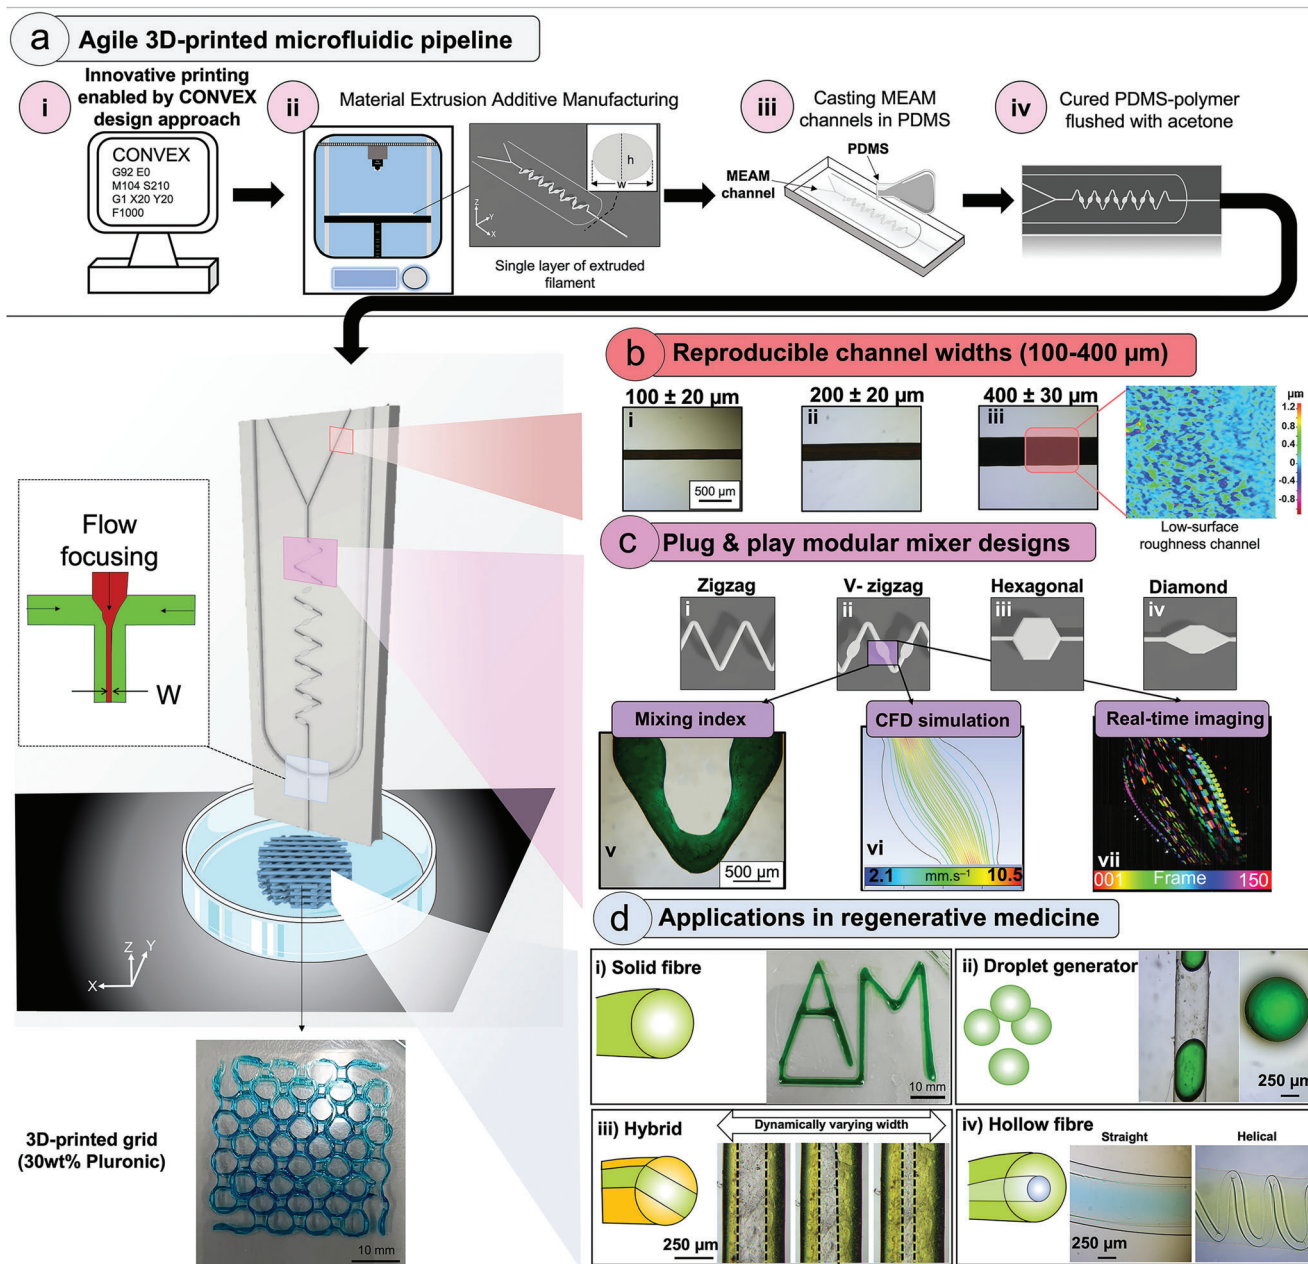 a
Agile 3D-printed microfluidic pipeline
i
Innovative printing
enabled by CONVEX
design approach
CONVEX
G92 E0
M104 S210
G1 X20 Y20
F1000
ii
Material Extrusion Additive Manufacturing
h
w
Z
Y
X
Single layer of extruded
filament
iii
Casting MEAM
channels in PDMS
PDMS
MEAM
channel
iv
Cured PDMS-polymer
flushed with acetone
Flow
focusing
W
Z
Y
X
3D-printed grid
(30wt% Pluronic)
10 mm
b
Reproducible channel widths (100-400 µm)
100 ± 20 µm
200 ± 20 µm
400 ± 30 µm
i
500 µm
ii
iii
µm
1.2
0.8
0.4
0
-0.4
-0.8
Low-surface
roughness channel
c
Plug & play modular mixer designs
Zigzag
V- zigzag
Hexagonal
Diamond
i
ii
iii
iv
Mixing index
CFD simulation
Real-time imaging
v
500 µm
vi
2.1 mm.s⁻¹ 10.5
vii
001 Frame 150
d
Applications in regenerative medicine
i) Solid fibre
AM
10 mm
ii) Droplet generator
250 µm
iii) Hybrid
Dynamically varying width
250 µm
iv) Hollow fibre
Straight
Helical
250 µm